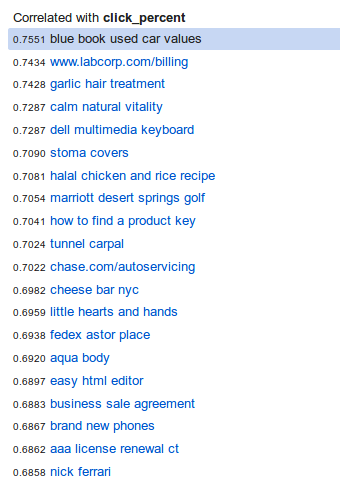 Correlated with click_percent
0.7551 blue book used car values
0.7434 www.labcorp.com/billing
0.7428 garlic hair treatment
0.7287 calm natural vitality
0.7287 dell multimedia keyboard
0.7090 stoma covers
0.7081 halal chicken and rice recipe
0.7054 marriott desert springs golf
0.7041 how to find a product key
0.7024 tunnel carpal
0.7022 chase.com/autoservicing
0.6982 cheese bar nyc
0.6959 little hearts and hands
0.6938 fedex astor place
0.6920 aqua body
0.6897 easy html editor
0.6883 business sale agreement
0.6867 brand new phones
0.6862 aaa license renewal ct
0.6858 nick ferrari